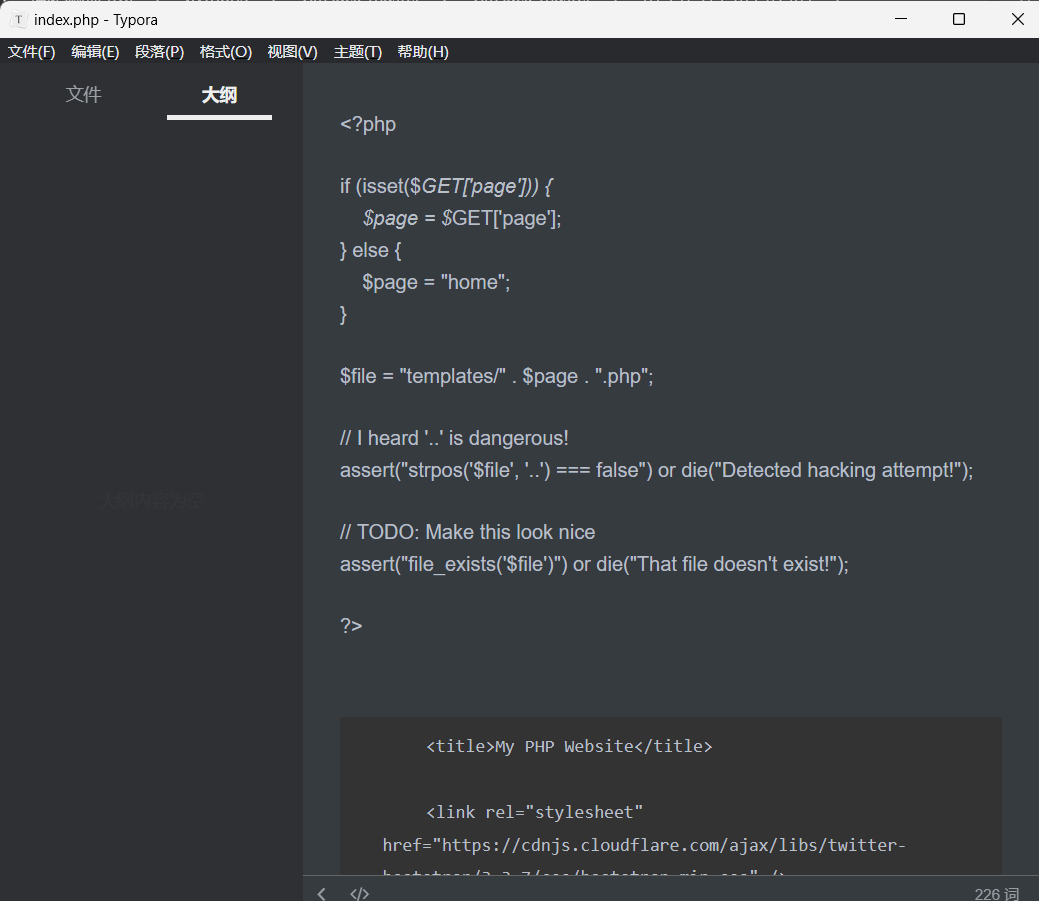 index.php - Typora
文件(F) 编辑(E) 段落(P) 格式(O) 视图(V) 主题(T) 帮助(H)
文件 大纲
大纲内容为空
<?php
if (isset($GET['page'])) {
    $page = $GET['page'];
} else {
    $page = "home";
}
$file = "templates/" . $page . ".php";
// I heard '..' is dangerous!
assert("strpos('$file', '..') === false") or die("Detected hacking attempt!");
// TODO: Make this look nice
assert("file_exists('$file')") or die("That file doesn't exist!");
?>
<title>My PHP Website</title>
<link rel="stylesheet"
href="https://cdnjs.cloudflare.com/ajax/libs/twitter-
</>
226 词